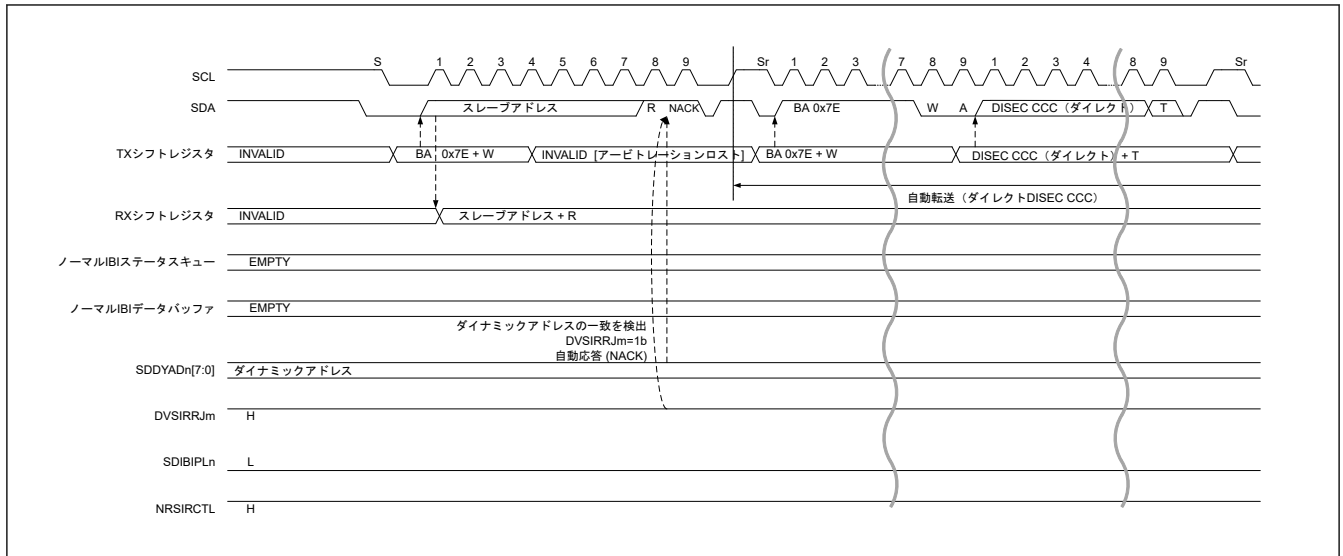 S 1 2 3 4 5 6 7 8 9 Sr 1 2 3 7 8 9 1 2 3 4 8 9 Sr
SCL
SDA スレーブアドレス R NACK BA 0x7E W A DISEC CCC（ダイレクト） T
TXシフトレジスタ INVALID BA 0x7E + W INVALID [アービトレーションロスト] BA 0x7E + W DISEC CCC（ダイレクト）+ T
自動転送（ダイレクトDISEC CCC）
RXシフトレジスタ INVALID スレーブアドレス + R
ノーマルIBIステータスキュー EMPTY
ノーマルIBIデータバッファ EMPTY
ダイナミックアドレスの一致を検出
DVSIRRJm=1b
自動応答 (NACK)
SDDYADn[7:0] ダイナミックアドレス
DVSIRRJm H
SDIBIPLn L
NRSIRCTL H